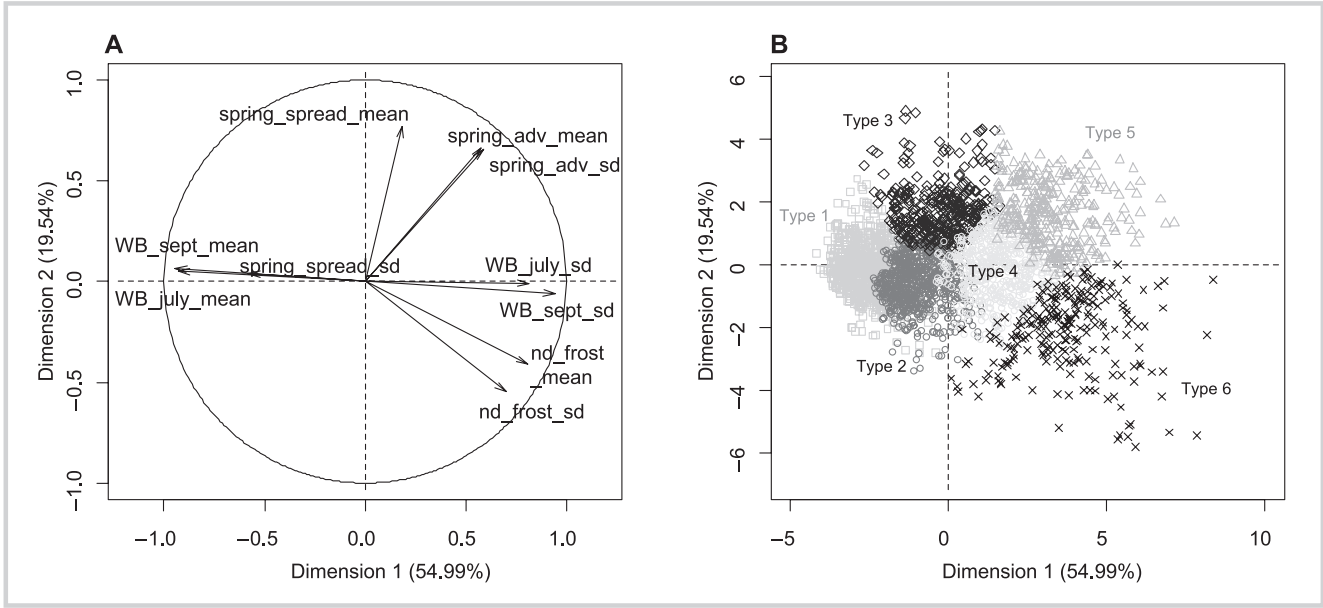 A
1.0
0.5
0.0
−0.5
−1.0
Dimension 2 (19.54%)
spring_spread_mean
spring_adv_mean
spring_adv_sd
WB_sept_mean
spring_spread_sd
WB_july_sd
WB_july_mean
WB_sept_sd
nd_frost
_mean
nd_frost_sd
−1.0 −0.5 0.0 0.5 1.0
Dimension 1 (54.99%)
B
6
4
2
0
−2
−4
−6
Dimension 2 (19.54%)
Type 3
Type 5
Type 1
Type 4
Type 2
Type 6
−5 0 5 10
Dimension 1 (54.99%)